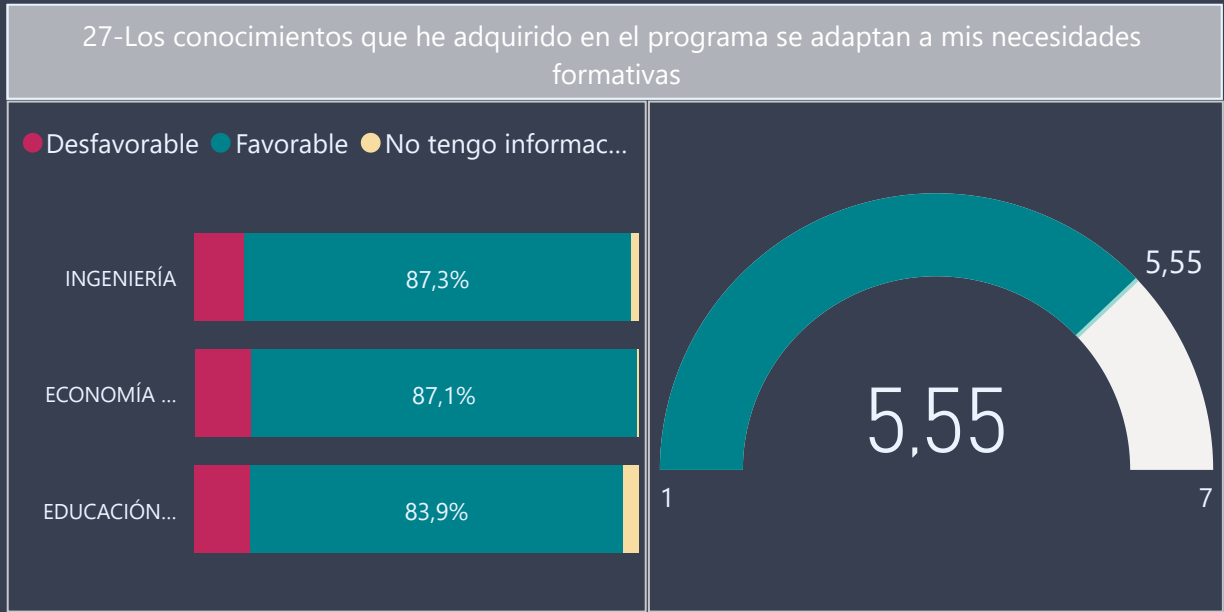 27-Los conocimientos que he adquirido en el programa se adaptan a mis necesidades
formativas
Desfavorable Favorable No tengo informac...
INGENIERÍA 87,3%
ECONOMÍA ... 87,1%
EDUCACIÓN... 83,9%
5,55
5,55
1 7